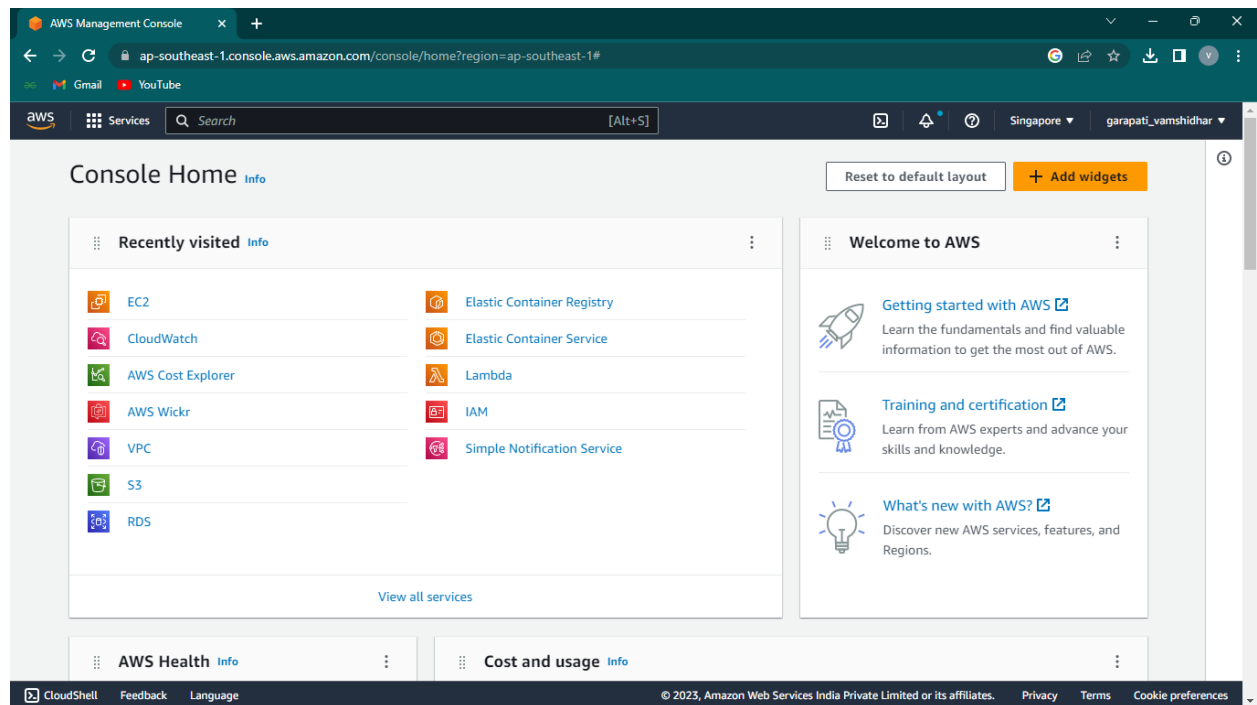 AWS Management Console
ap-southeast-1.console.aws.amazon.com/console/home?region=ap-southeast-1#
V
Gmail YouTube
aws Services Search [Alt+S] Singapore garapati_vamshidhar
Console Home Info Reset to default layout + Add widgets
Recently visited Info
EC2
CloudWatch
AWS Cost Explorer
AWS Wickr
VPC
S3
RDS
Elastic Container Registry
Elastic Container Service
Lambda
IAM
Simple Notification Service
View all services
Welcome to AWS
Getting started with AWS
Learn the fundamentals and find valuable
information to get the most out of AWS.
Training and certification
Learn from AWS experts and advance your
skills and knowledge.
What's new with AWS?
Discover new AWS services, features, and
Regions.
AWS Health Info
Cost and usage Info
CloudShell Feedback Language © 2023, Amazon Web Services India Private Limited or its affiliates. Privacy Terms Cookie preferences